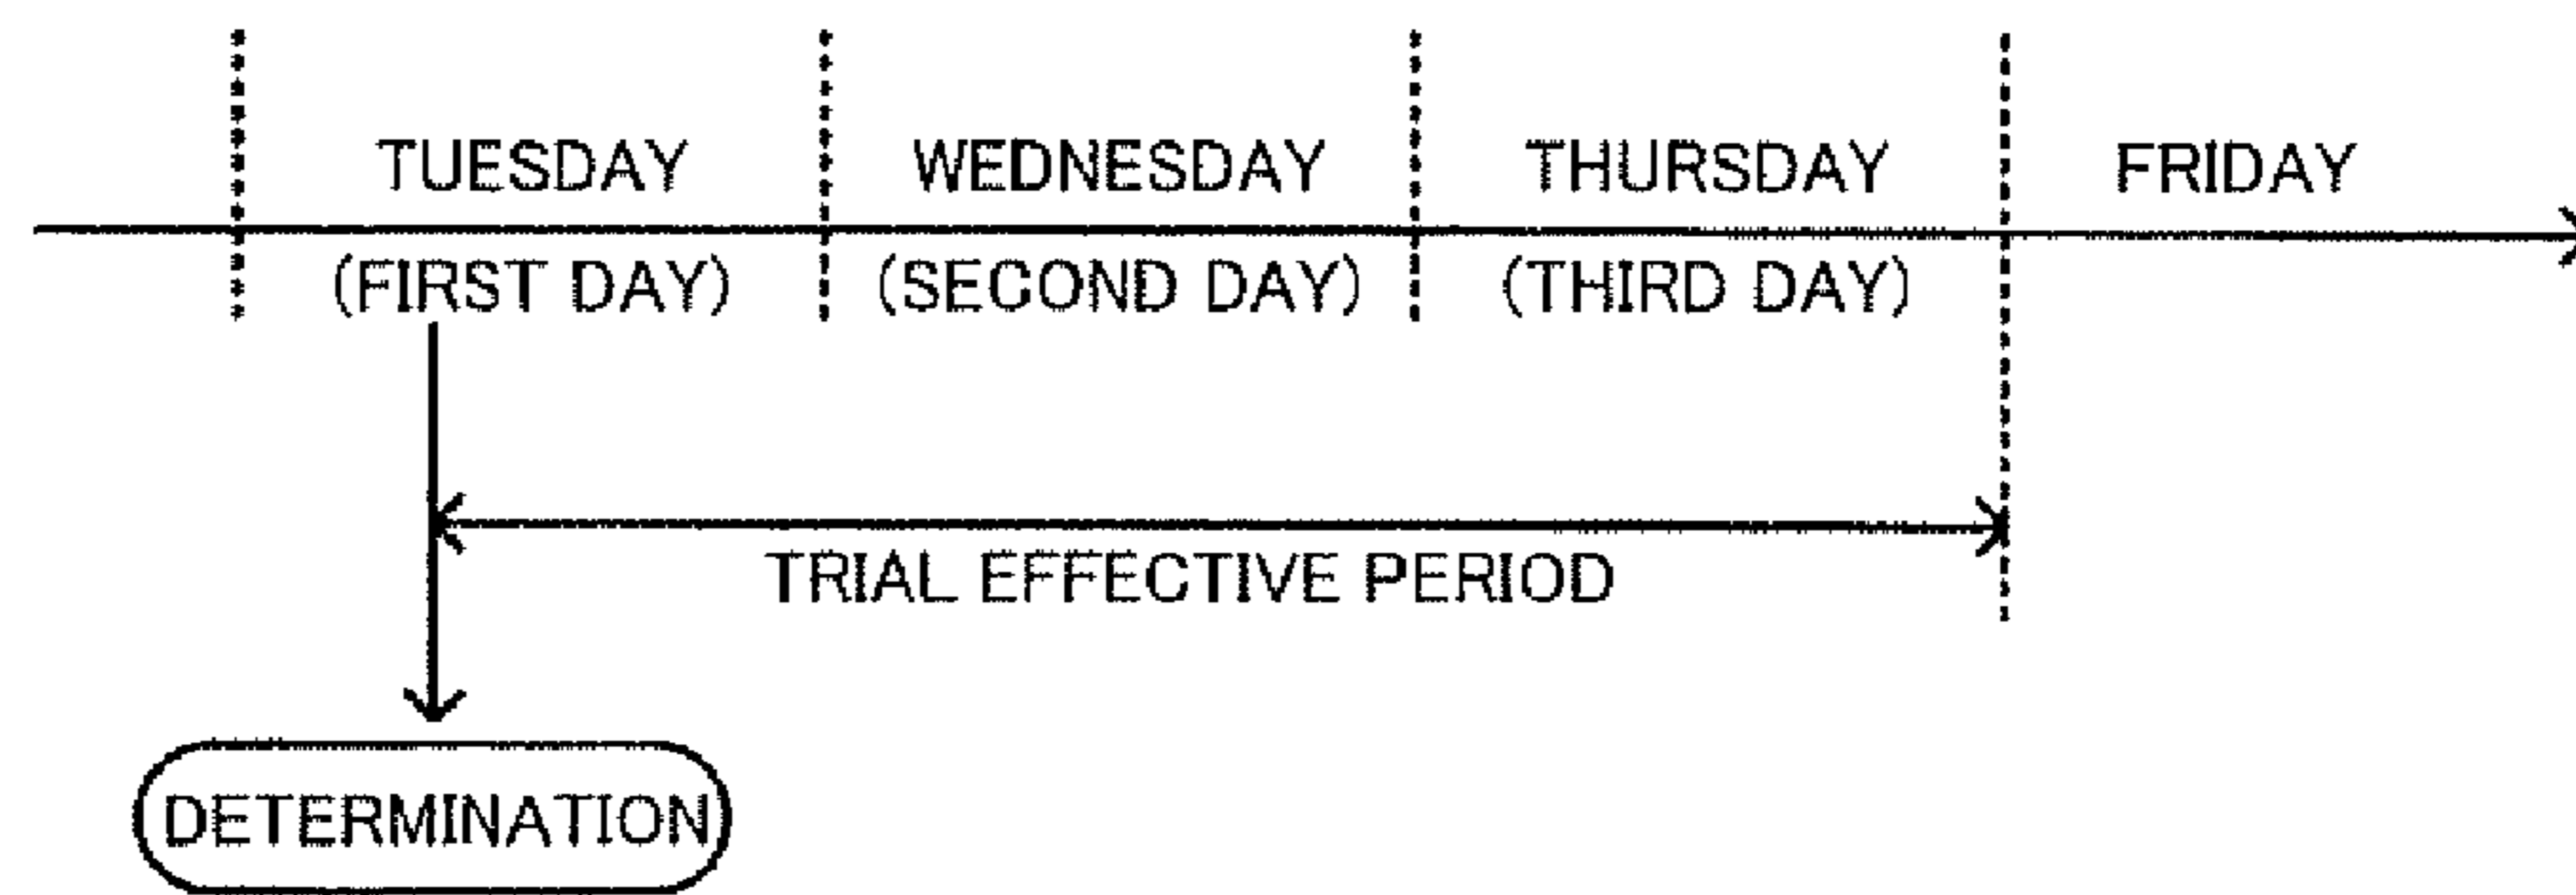 TUESDAY WEDNESDAY THURSDAY FRIDAY
(FIRST DAY) (SECOND DAY) (THIRD DAY)
TRIAL EFFECTIVE PERIOD
DETERMINATION